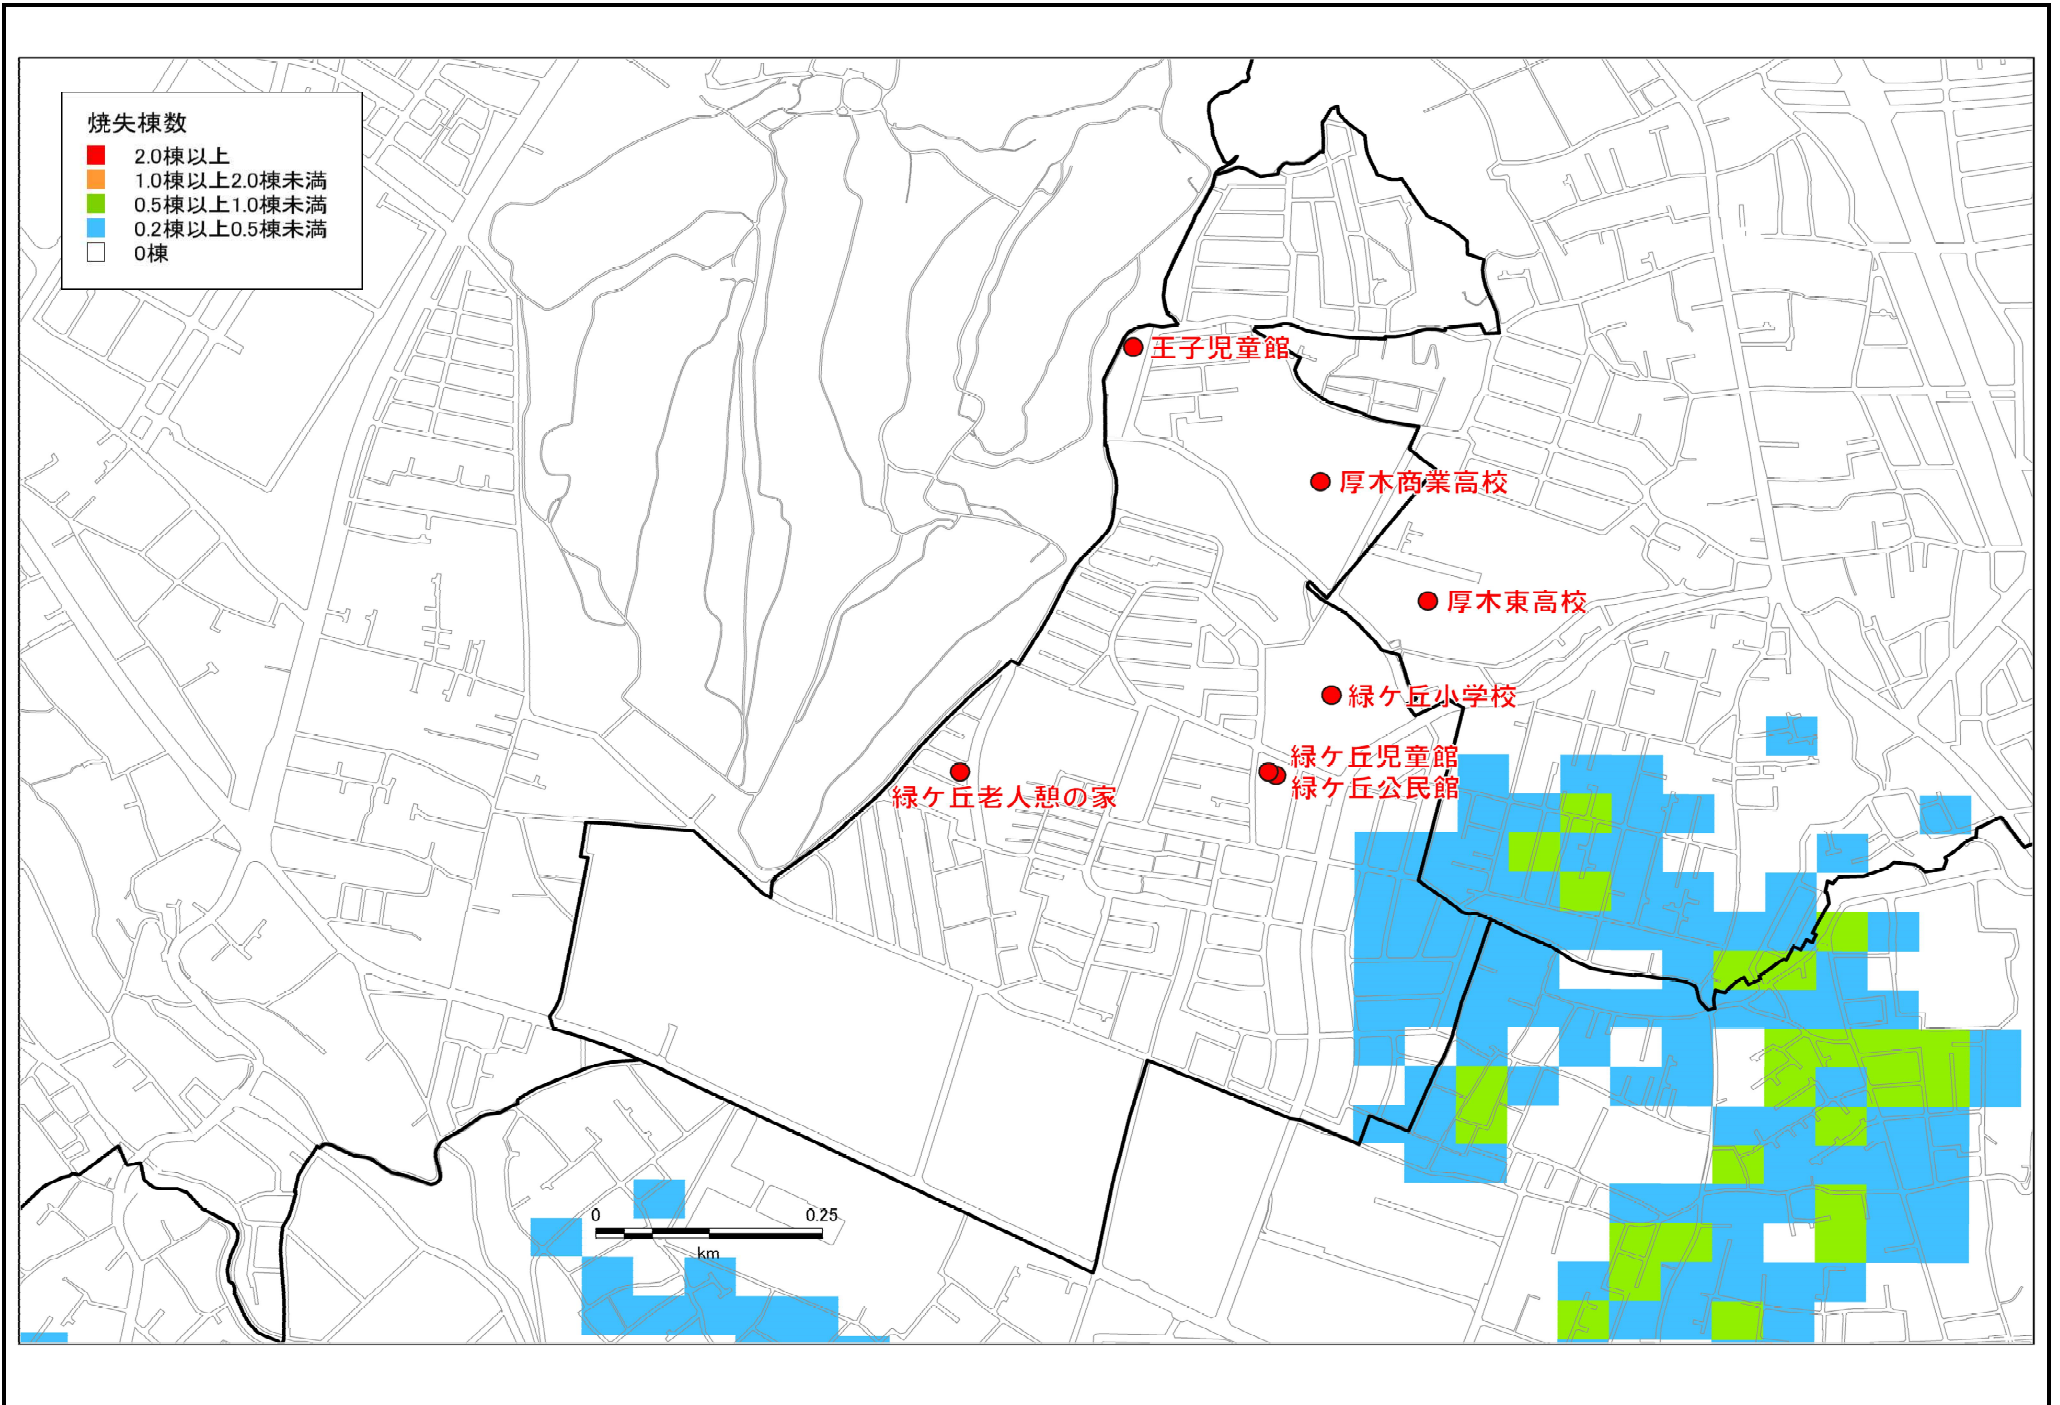 焼失棟数
2.0棟以上
1.0棟以上2.0棟未満
0.5棟以上1.0棟未満
0.2棟以上0.5棟未満
0棟
王子児童館
厚木商業高校
厚木東高校
緑ケ丘小学校
緑ケ丘児童館
緑ケ丘公民館
緑ケ丘老人憩の家
0 0.25
km